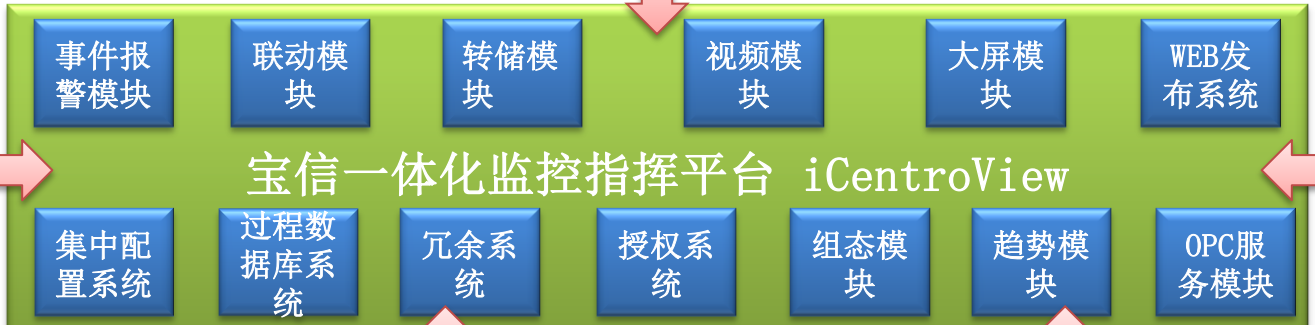 事件报
警模块
联动模
块
转储模
块
视频模
块
大屏模
块
WEB发
布系统
宝信一体化监控指挥平台 iCentroView
集中配
置系统
过程数
据库系
统
冗余系
统
授权系
统
组态模
块
趋势模
块
OPC服
务模块